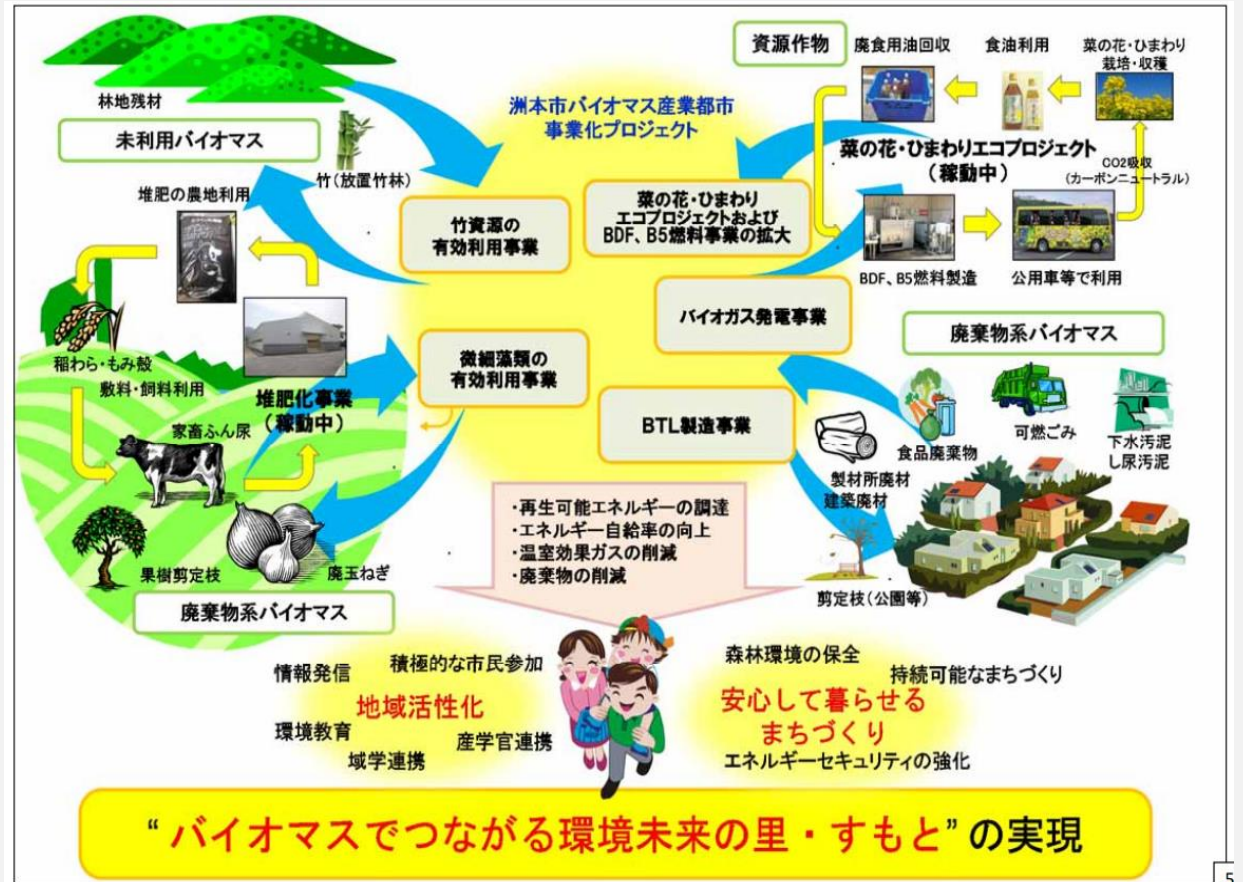 資源作物
廃食用油回収
食油利用
菜の花・ひまわり
栽培・収穫
林地残材
未利用バイオマス
竹(放置竹林)
洲本市バイオマス産業都市
事業化プロジェクト
菜の花・ひまわりエコプロジェクト
(稼動中)
CO2吸収
(カーボンニュートラル)
堆肥の農地利用
竹資源の
有効利用事業
菜の花・ひまわり
エコプロジェクトおよび
BDF、B5燃料事業の拡大
BDF、B5燃料製造
公用車等で利用
バイオガス発電事業
廃棄物系バイオマス
稲わら・もみ殻
敷料・飼料利用
堆肥化事業
(稼動中)
微細藻類の
有効利用事業
家畜ふん尿
BTL製造事業
食品廃棄物
可燃ごみ
下水汚泥
し尿汚泥
製材所廃材
建築廃材
・再生可能エネルギーの調達
・エネルギー自給率の向上
・温室効果ガスの削減
・廃棄物の削減
果樹剪定枝
廃玉ねぎ
剪定枝(公園等)
廃棄物系バイオマス
情報発信
積極的な市民参加
地域活性化
環境教育
産学官連携
域学連携
森林環境の保全
持続可能なまちづくり
安心して暮らせる
まちづくり
エネルギーセキュリティの強化
“バイオマスでつながる環境未来の里・すもと”の実現
5